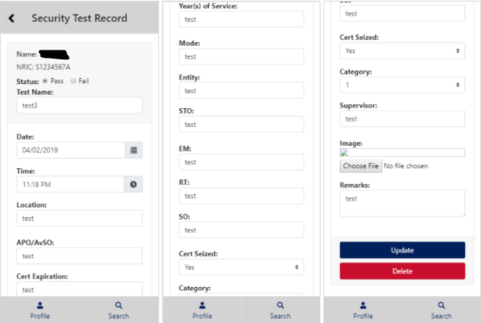 Security Test Record
Name:
NRIC: S1234567A
Status: Pass Fail
Test Name:
test3
Date:
04/02/2019
Time:
11:18 PM
Location:
test
APO/AvSO:
test
Cert Expiration:
test
Profile Search
Year(s) of Service:
test
Mode:
test
Entity:
test
STO:
test
EM:
test
RT:
test
SO:
test
Cert Seized:
Yes
Category:
Profile Search
test
Cert Seized:
Yes
Category:
1
Supervisor:
test
Image:
Choose File No file chosen
Remarks:
test
Update
Delete
Profile Search